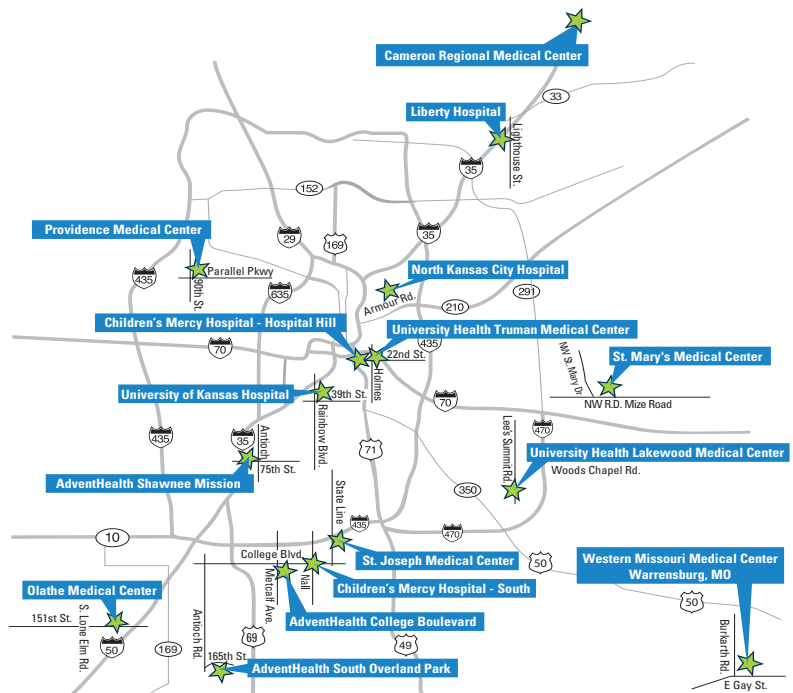 Cameron Regional Medical Center
33
Liberty Hospital
Lighthouse St.
35
152
Providence Medical Center
29
169
35
North Kansas City Hospital
435
Parallel Pkwy
90th St.
635
Armour Rd.
210
291
Children's Mercy Hospital - Hospital Hill
University Health Truman Medical Center
70
22nd St.
435
NW St. Mary Dr
St. Mary's Medical Center
Holmes
University of Kansas Hospital
39th St.
70
NW R.D. Mize Road
Rainbow Blvd.
435
35
Antioch
71
Lee's Summit Rd.
470
University Health Lakewood Medical Center
75th St.
Woods Chapel Rd.
AdventHealth Shawnee Mission
350
State Line
435
10
470
College Blvd
St. Joseph Medical Center
50
Western Missouri Medical Center
Warrensburg, MO
Olathe Medical Center
Metcalf Ave.
Nall
Children's Mercy Hospital - South
50
151st St.
S. Lone Elm Rd.
AdventHealth College Boulevard
Antioch Rd.
69
Burkarth Rd.
50
169
49
165th St.
AdventHealth South Overland Park
E Gay St.